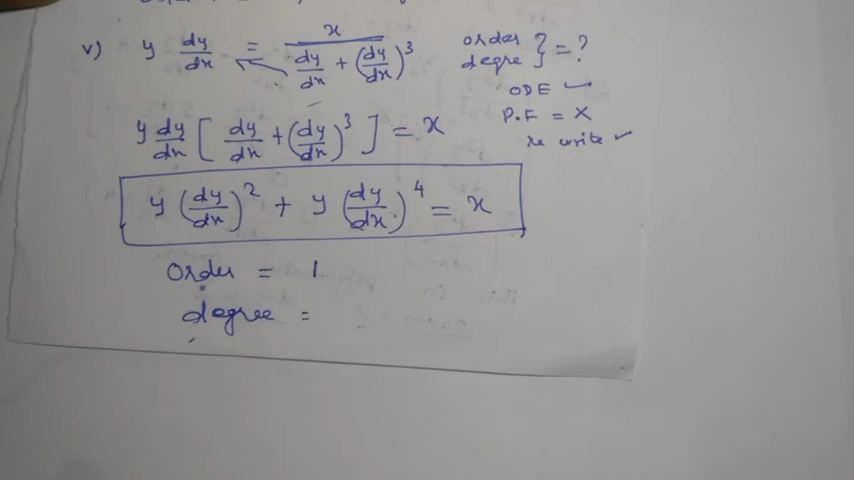 v) y dy/dx = x / (dy/dx + (dy/dx)^3) order } = ?
degree
ODE ✓
P.F = X
re write ✓
y dy/dx [ dy/dx + (dy/dx)^3 ] = x
y (dy/dx)^2 + y (dy/dx)^4 = x
order = 1
degree =